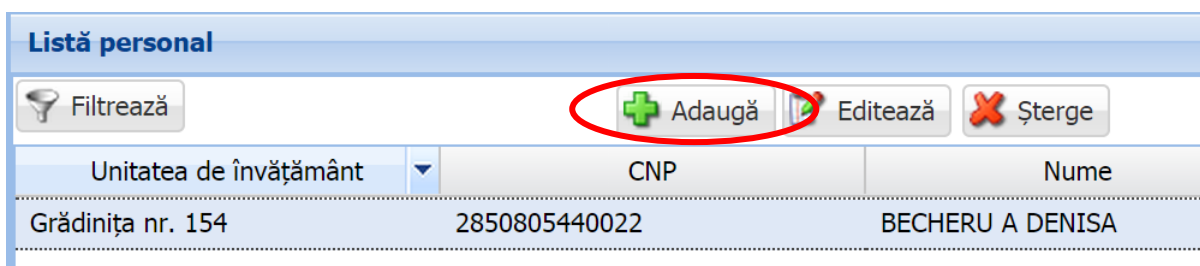 Listă personal
Filtrează Adaugă Editează Șterge
Unitatea de învățământ CNP Nume
Grădinița nr. 154 2850805440022 BECHERU A DENISA